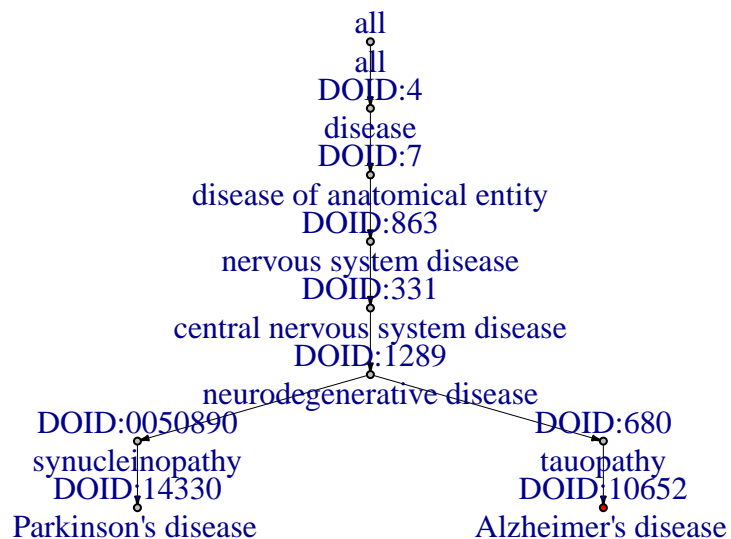 all
all
DOID:4
disease
DOID:7
disease of anatomical entity
DOID:863
nervous system disease
DOID:331
central nervous system disease
DOID:1289
neurodegenerative disease
DOID:0050890 DOID:680
synucleinopathy tauopathy
DOID:14330 DOID:10652
Parkinson's disease Alzheimer's disease